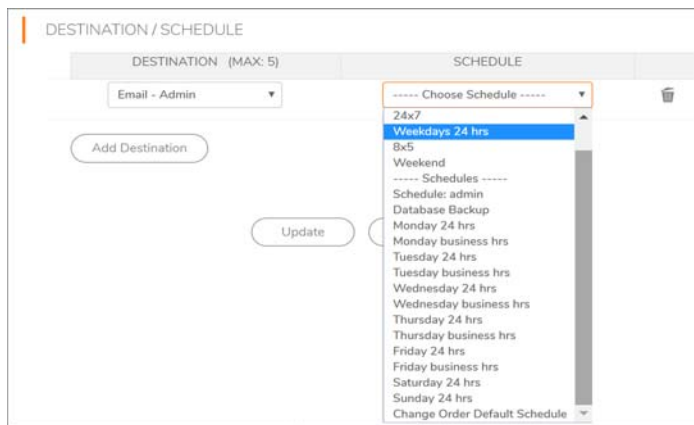 DESTINATION / SCHEDULE
DESTINATION (MAX: 5) SCHEDULE
Email - Admin ----- Choose Schedule -----
24x7
Weekdays 24 hrs
8x5
Add Destination
Weekend
----- Schedules -----
Schedule: admin
Database Backup
Update
Monday 24 hrs
Monday business hrs
Tuesday 24 hrs
Tuesday business hrs
Wednesday 24 hrs
Wednesday business hrs
Thursday 24 hrs
Thursday business hrs
Friday 24 hrs
Friday business hrs
Saturday 24 hrs
Sunday 24 hrs
Change Order Default Schedule